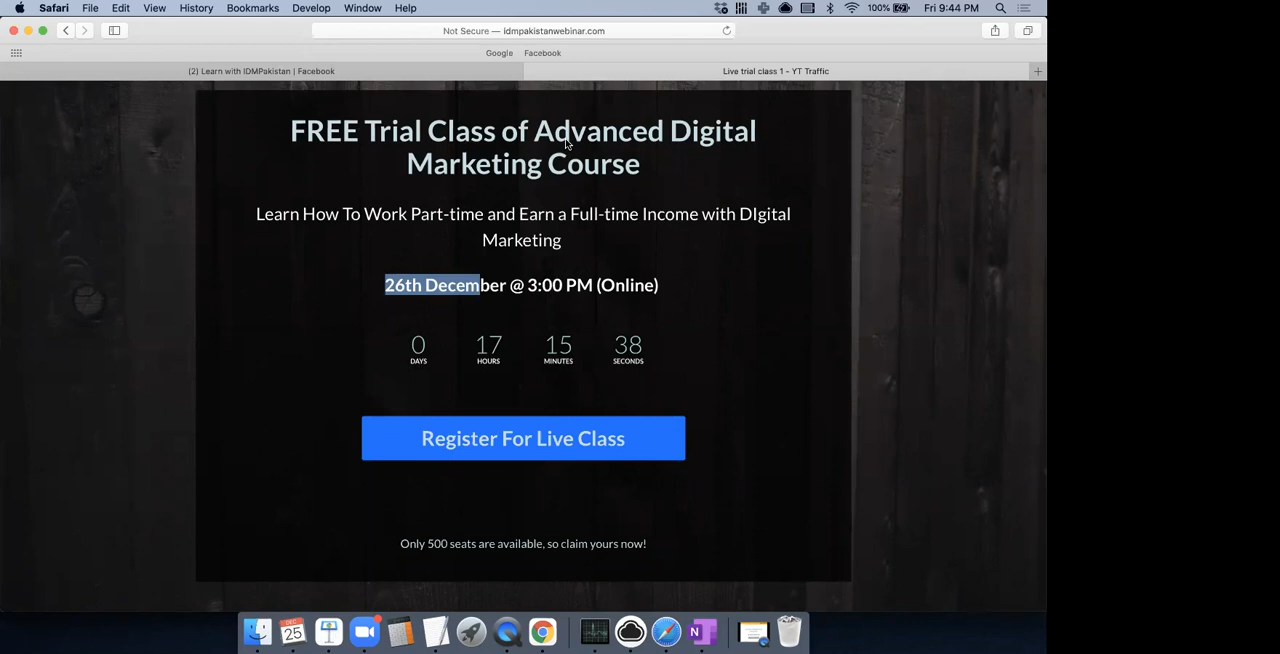 Safari File Edit View History Bookmarks Develop Window Help 100% Fri 9:44 PM
Not Secure — idmpakistanwebinar.com
Google Facebook
(2) Learn with IDMPakistan | Facebook Live trial class 1 - YT Traffic
FREE Trial Class of Advanced Digital
Marketing Course
Learn How To Work Part-time and Earn a Full-time Income with DIgital
Marketing
26th December @ 3:00 PM (Online)
0 17 15 38
DAYS HOURS MINUTES SECONDS
Register For Live Class
Only 500 seats are available, so claim yours now!
DEC
25
N